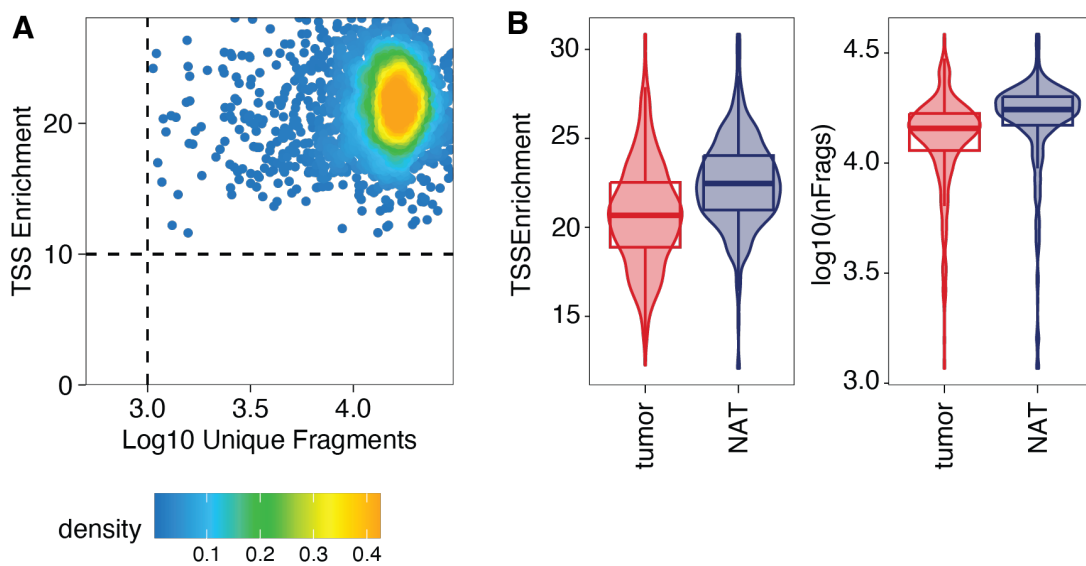 A
TSS Enrichment
20
10
0
3.0
3.5
4.0
Log10 Unique Fragments
density
0.1
0.2
0.3
0.4
B
TSSEnrichment
30
25
20
15
tumor
NAT
log10(nFrags)
4.5
4.0
3.5
3.0
tumor
NAT